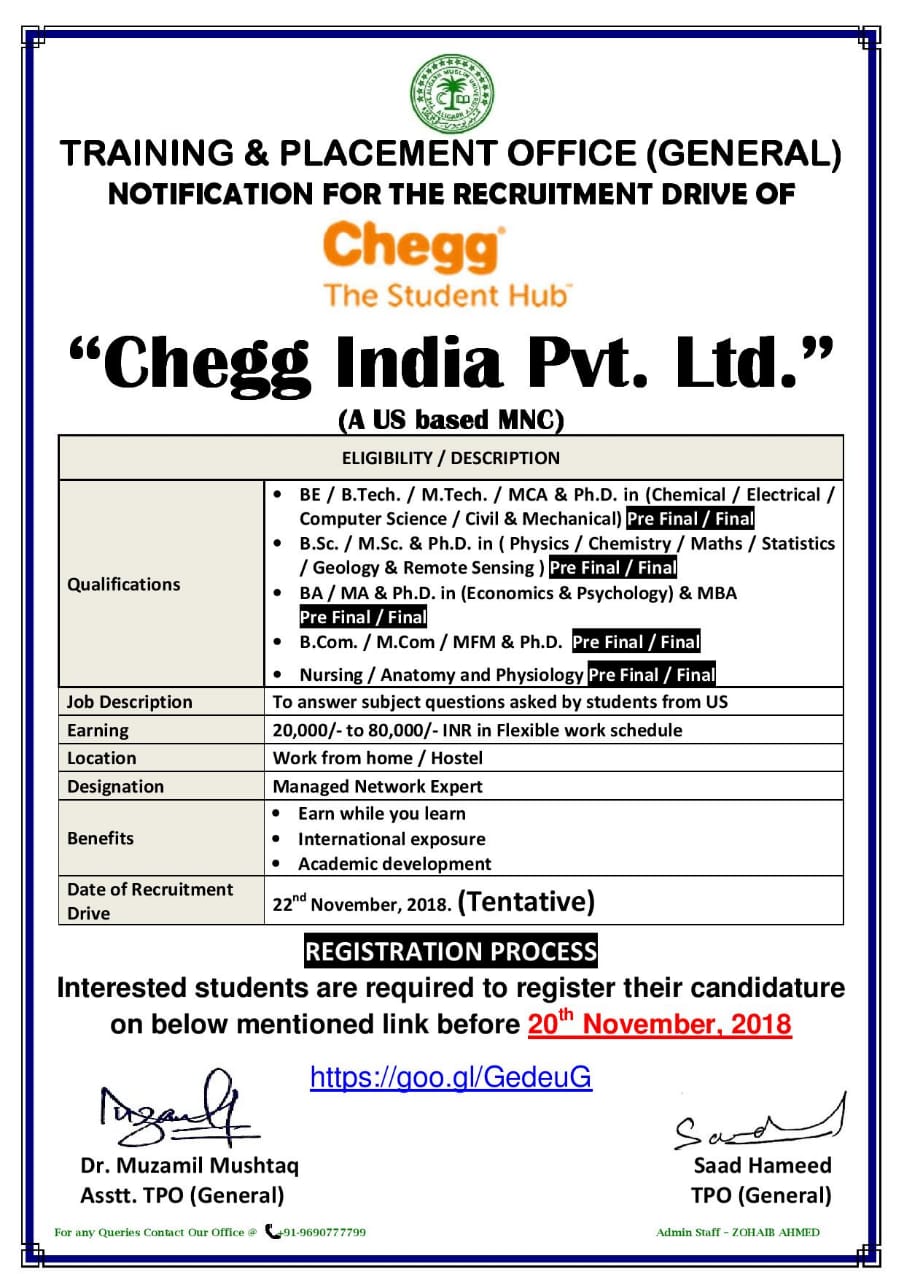 THE ALIGARH MUSLIM UNIVERSITY
ALIGARH
TRAINING & PLACEMENT OFFICE (GENERAL)
NOTIFICATION FOR THE RECRUITMENT DRIVE OF
Chegg®
The Student Hub™
“Chegg India Pvt. Ltd.”
(A US based MNC)
ELIGIBILITY / DESCRIPTION
Qualifications
• BE / B.Tech. / M.Tech. / MCA & Ph.D. in (Chemical / Electrical /
Computer Science / Civil & Mechanical) Pre Final / Final
• B.Sc. / M.Sc. & Ph.D. in ( Physics / Chemistry / Maths / Statistics
/ Geology & Remote Sensing ) Pre Final / Final
• BA / MA & Ph.D. in (Economics & Psychology) & MBA
Pre Final / Final
• B.Com. / M.Com / MFM & Ph.D. Pre Final / Final
• Nursing / Anatomy and Physiology Pre Final / Final
Job Description To answer subject questions asked by students from US
Earning 20,000/- to 80,000/- INR in Flexible work schedule
Location Work from home / Hostel
Designation Managed Network Expert
Benefits
• Earn while you learn
• International exposure
• Academic development
Date of Recruitment
Drive
22nd November, 2018. (Tentative)
REGISTRATION PROCESS
Interested students are required to register their candidature
on below mentioned link before 20th November, 2018
https://goo.gl/GedeuG
Dr. Muzamil Mushtaq
Asstt. TPO (General)
Saad Hameed
TPO (General)
For any Queries Contact Our Office @ +91-9690777799
Admin Staff – ZOHAIB AHMED